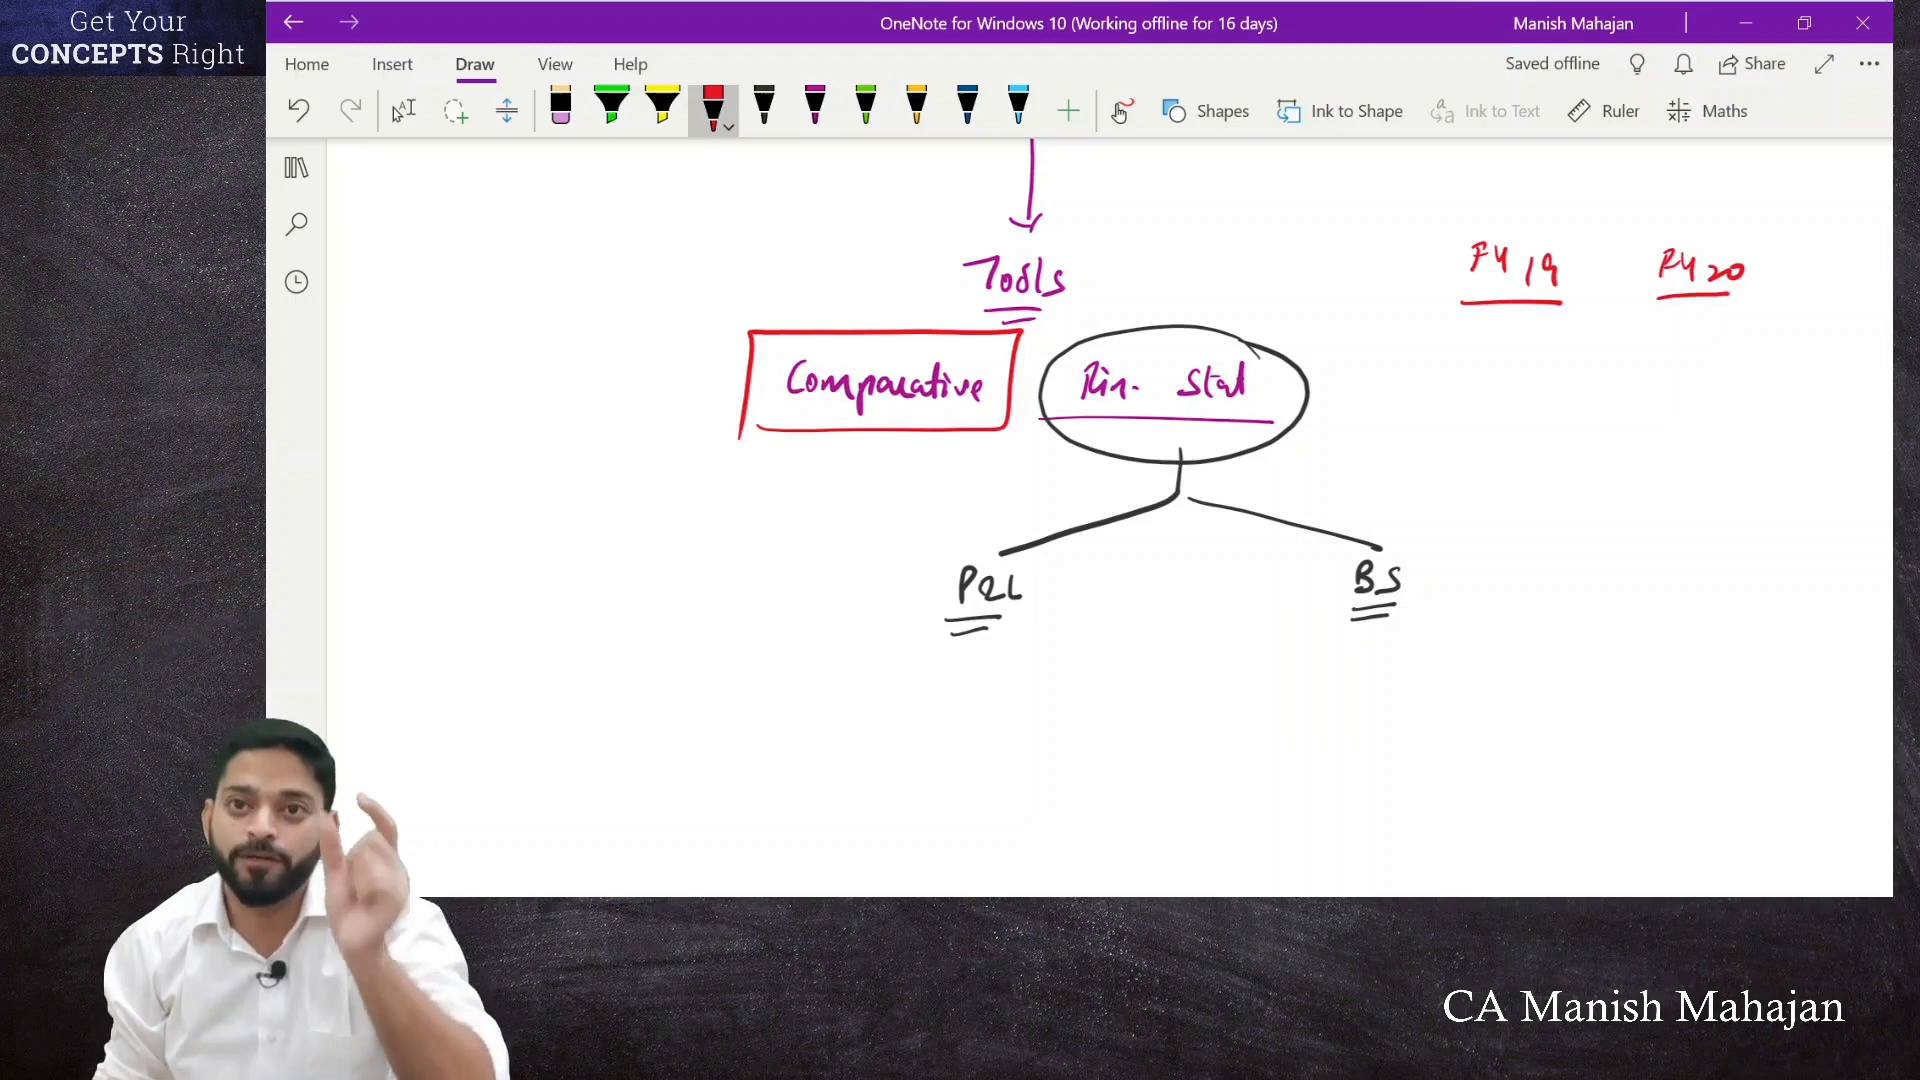 Get Your
CONCEPTS Right
OneNote for Windows 10 (Working offline for 16 days)
Manish Mahajan
Home Insert Draw View Help
Saved offline
Share
Shapes
Ink to Shape
Ink to Text
Ruler
Maths
Tools
FY 19 FY 20
Comparative Fin. Stat
P&L BS
CA Manish Mahajan